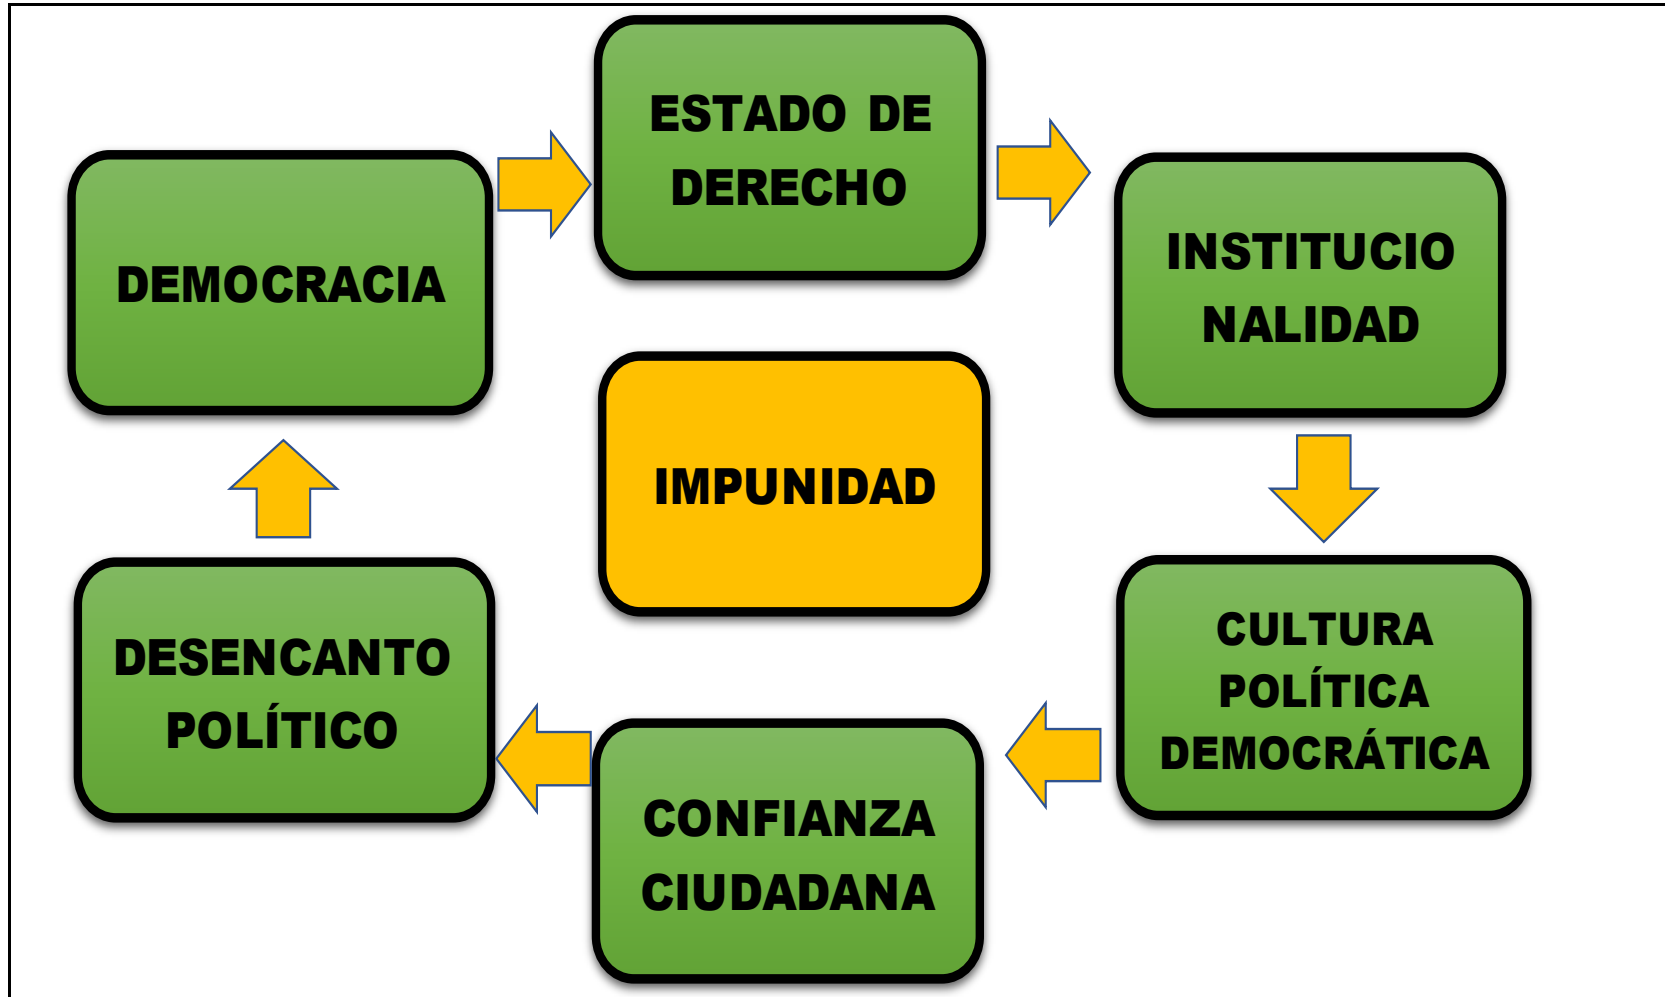 DEMOCRACIA
ESTADO DE
DERECHO
INSTITUCIO
NALIDAD
IMPUNIDAD
CULTURA
POLÍTICA
DEMOCRÁTICA
CONFIANZA
CIUDADANA
DESENCANTO
POLÍTICO